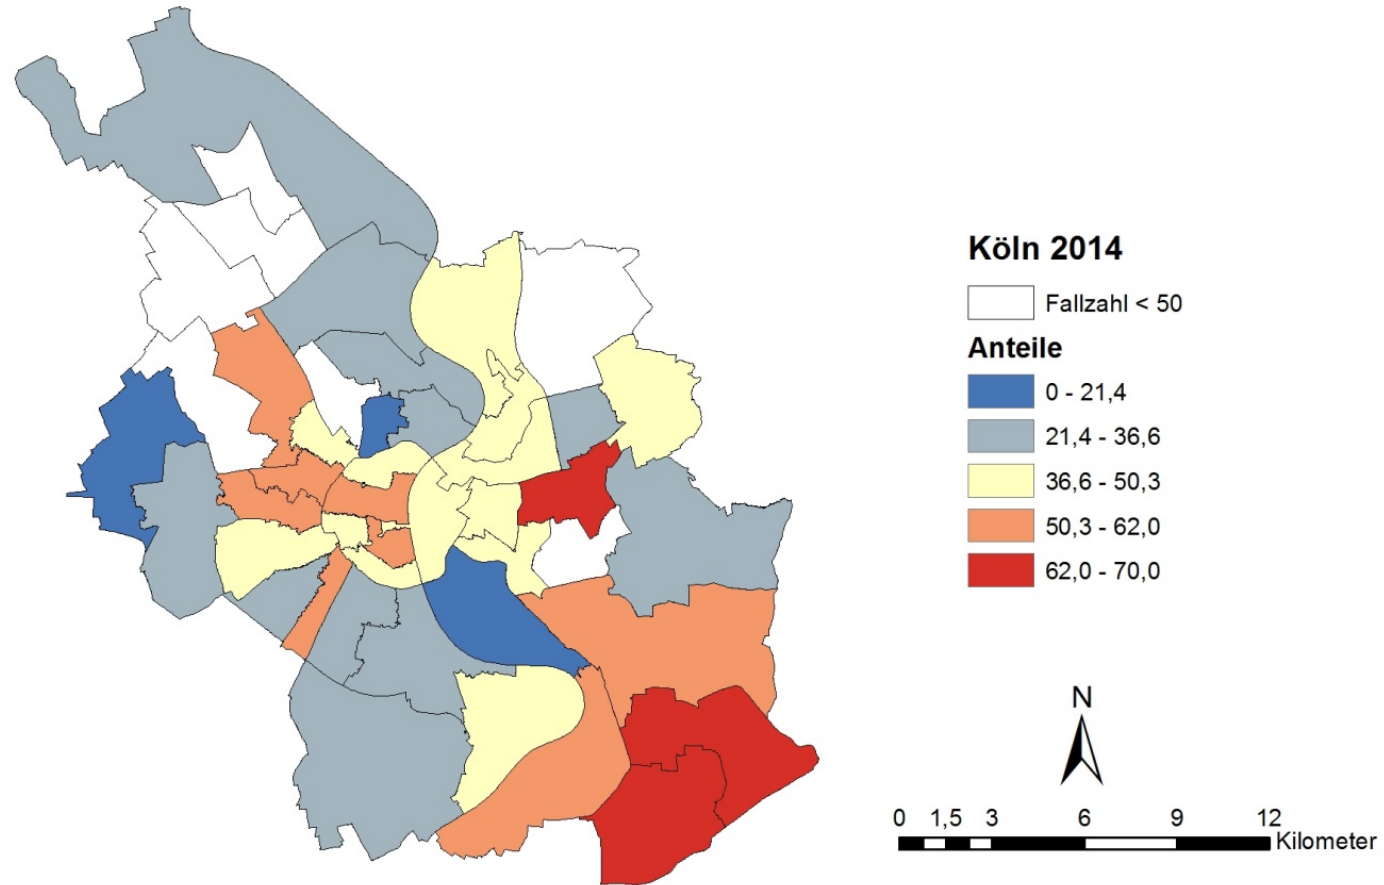 Köln 2014
Fallzahl < 50
Anteile
0 - 21,4
21,4 - 36,6
36,6 - 50,3
50,3 - 62,0
62,0 - 70,0
N
0 1,5 3 6 9 12
Kilometer